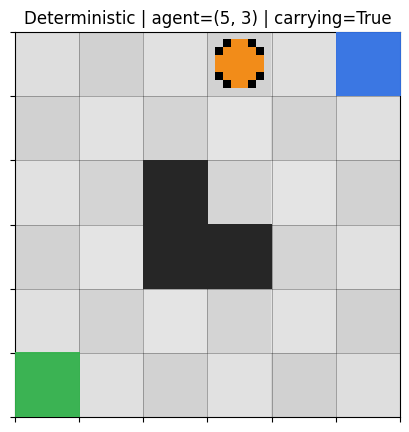 Deterministic | agent=(5, 3) | carrying=True